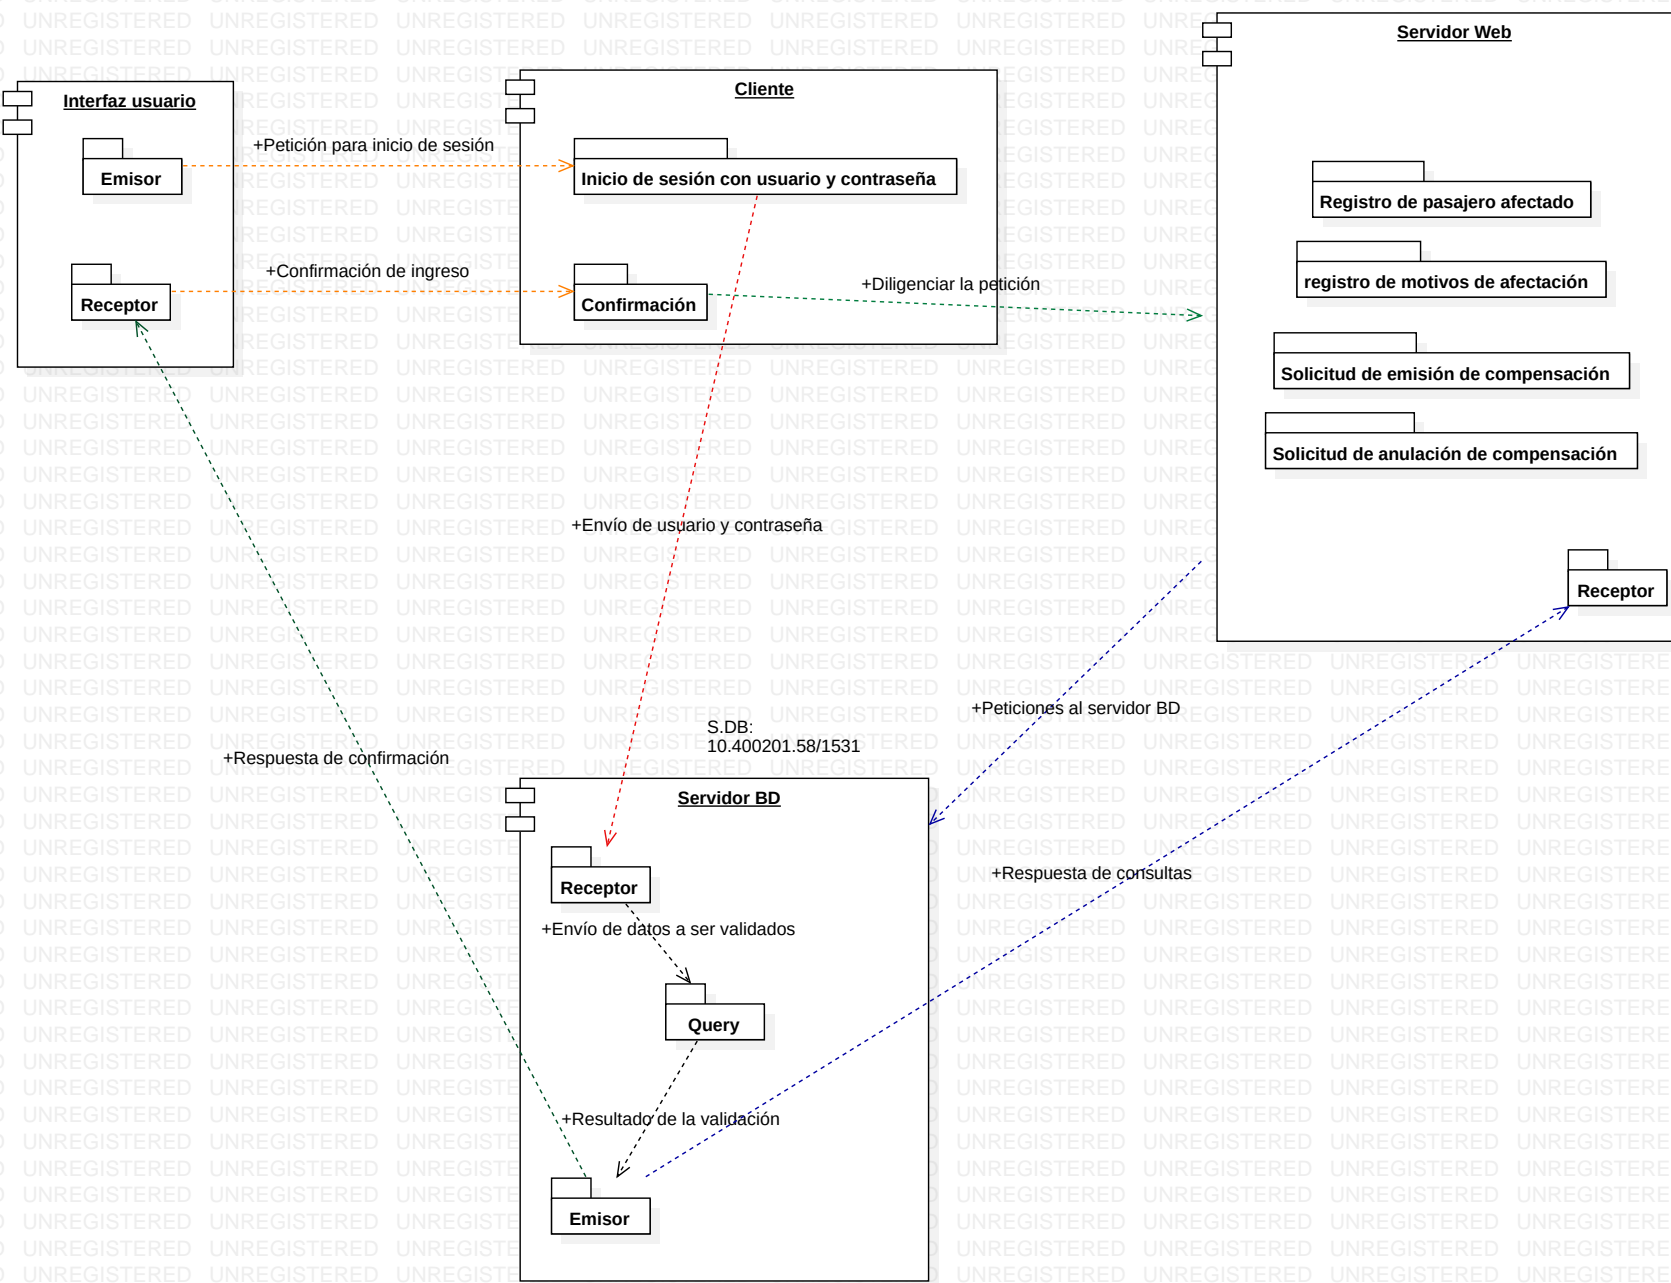 Servidor Web
Cliente
Interfaz usuario
+Petición para inicio de sesión
Emisor
Inicio de sesión con usuario y contraseña
Registro de pasajero afectado
+Confirmación de ingreso
+Diligenciar la petición
registro de motivos de afectación
Receptor
Confirmación
Solicitud de emisión de compensación
Solicitud de anulación de compensación
+Envío de usuario y contraseña
Receptor
+Peticiones al servidor BD
S.DB:
10.400201.58/1531
+Respuesta de confirmación
Servidor BD
+Respuesta de consultas
Receptor
+Envío de datos a ser validados
Query
+Resultado de la validación
Emisor
UNREGISTERED